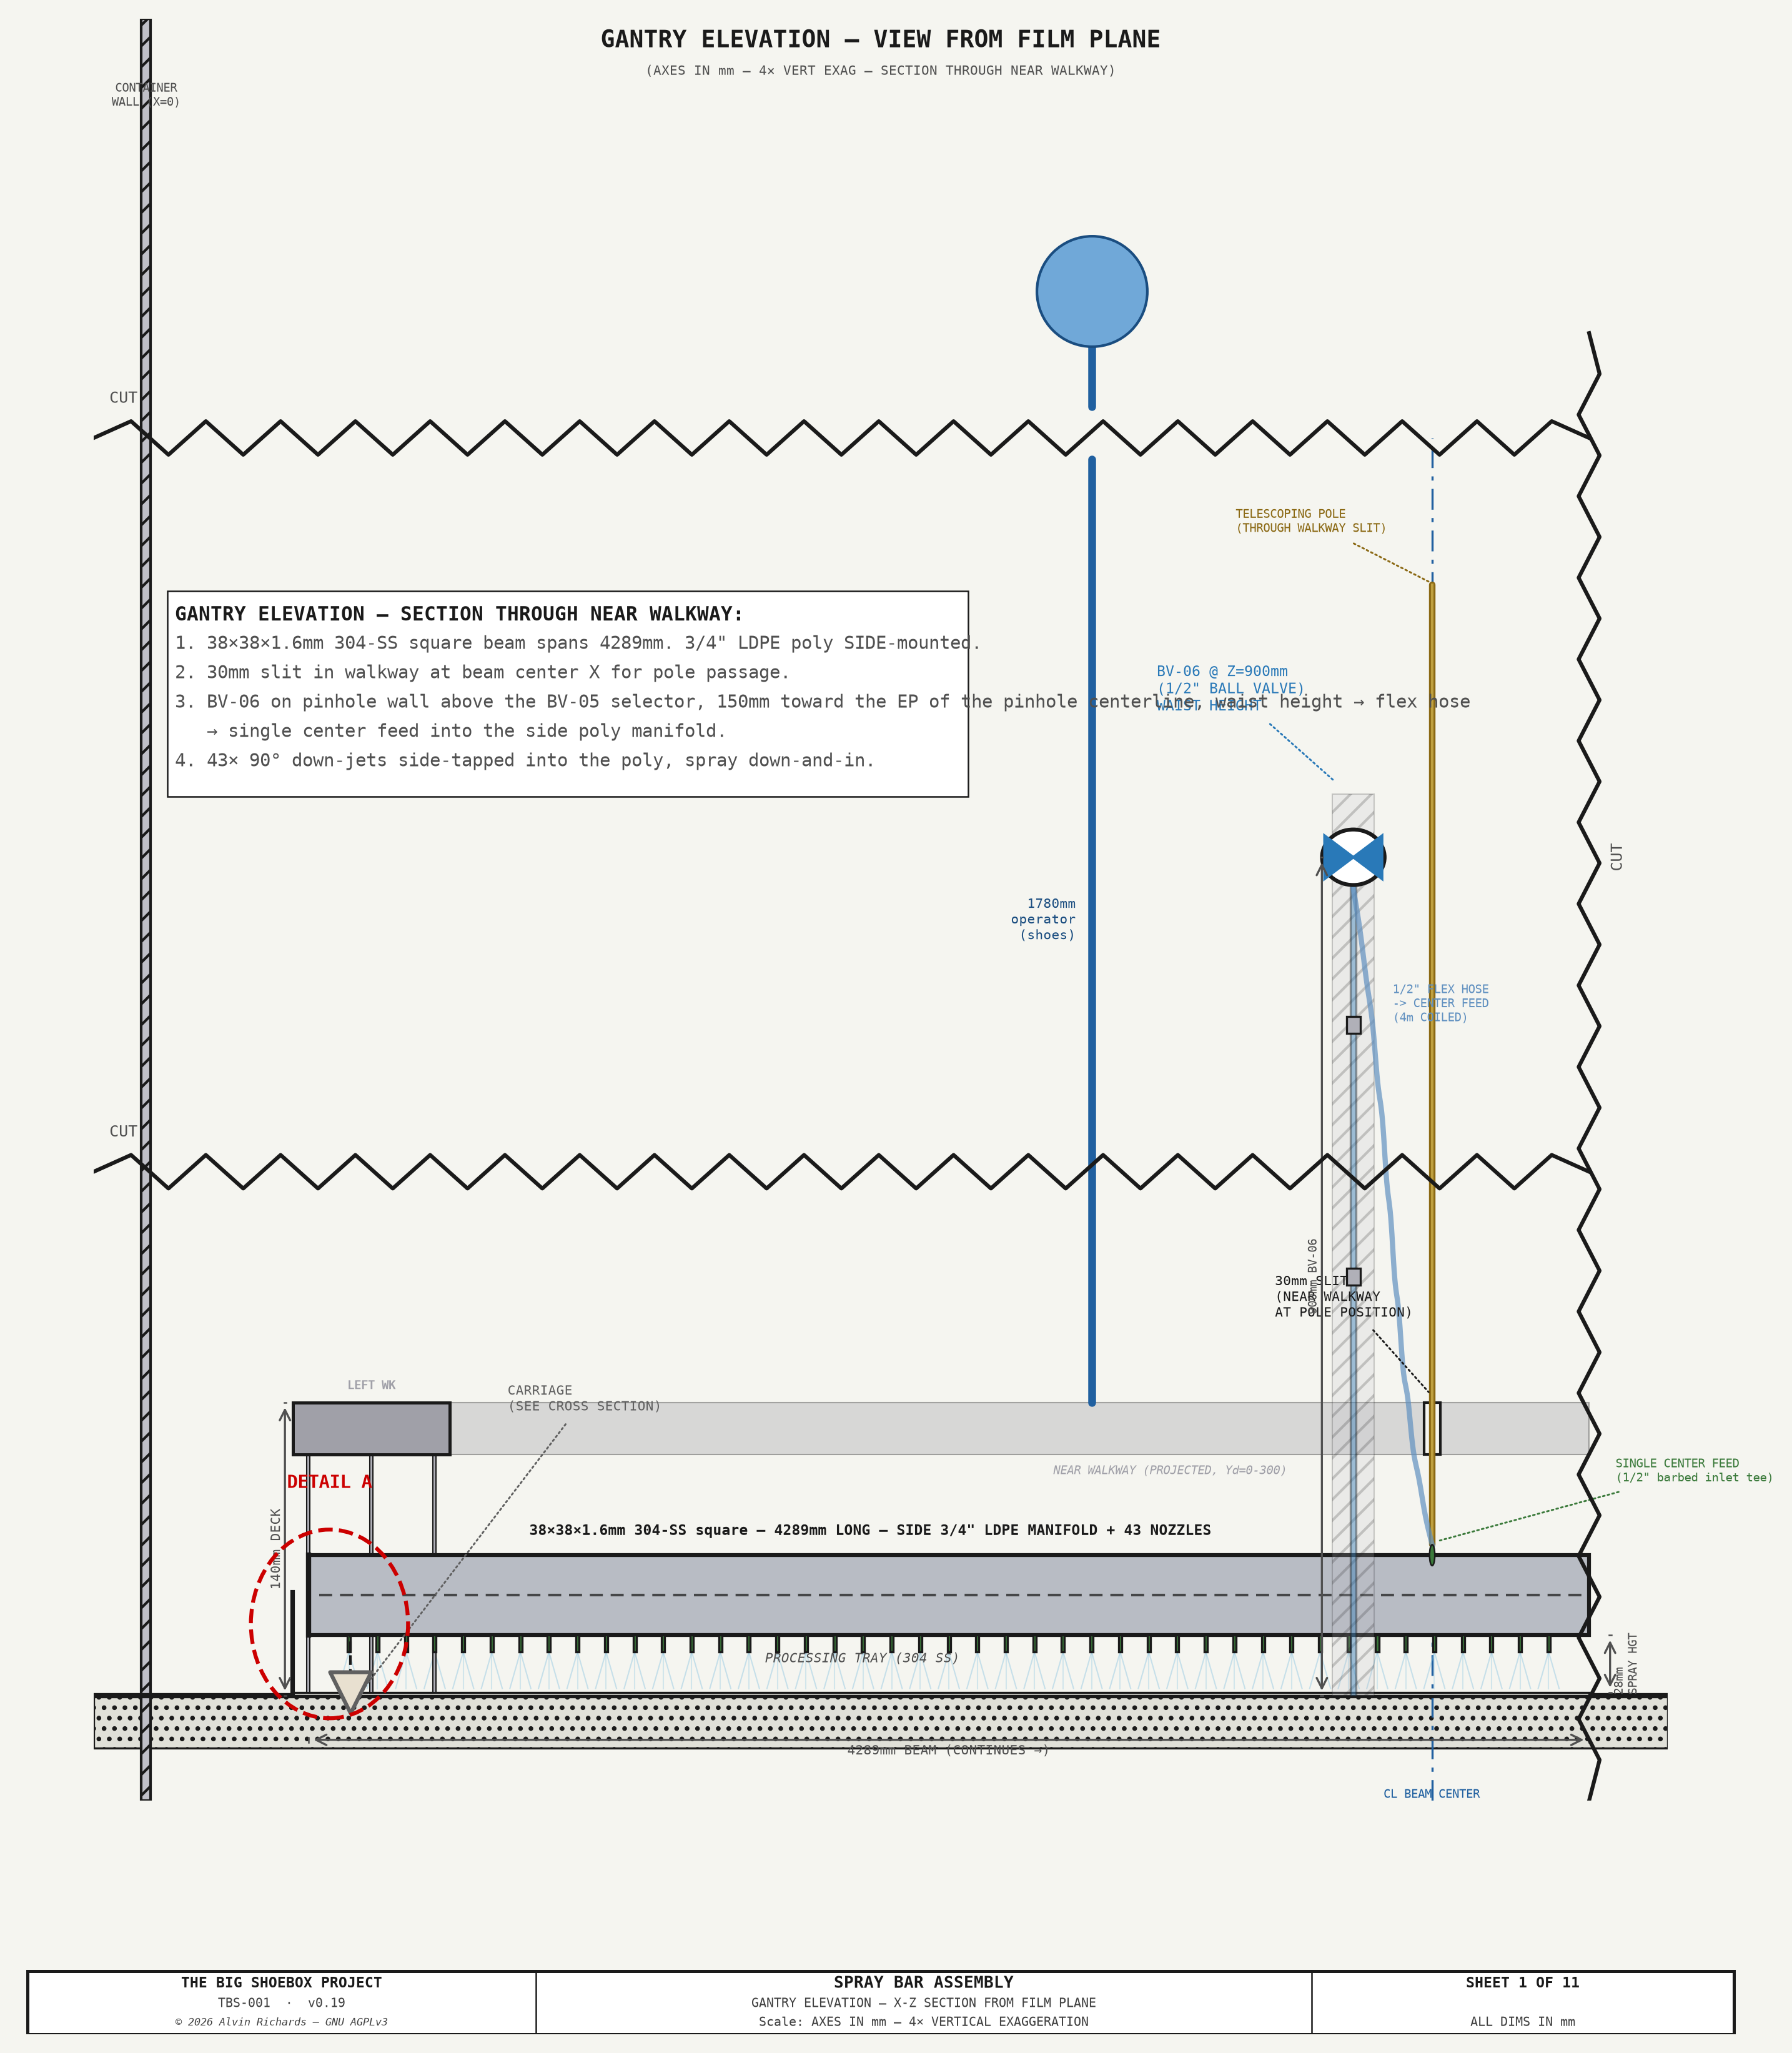 GANTRY ELEVATION — VIEW FROM FILM PLANE
(AXES IN mm — 4× VERT EXAG — SECTION THROUGH NEAR WALKWAY)
CONTAINER
WALL (X=0)
CUT
TELESCOPING POLE
(THROUGH WALKWAY SLIT)
GANTRY ELEVATION — SECTION THROUGH NEAR WALKWAY:
1. 38×38×1.6mm 304-SS square beam spans 4289mm. 3/4" LDPE poly SIDE-mounted.
2. 30mm slit in walkway at beam center X for pole passage.
3. BV-06 on pinhole wall above the BV-05 selector, 150mm toward the EP of the pinhole centerline, waist height → flex hose
→ single center feed into the side poly manifold.
4. 43× 90° down-jets side-tapped into the poly, spray down-and-in.
BV-06 @ Z=900mm
(1/2" BALL VALVE)
WAIST HEIGHT
CUT
1780mm
operator
(shoes)
1/2" FLEX HOSE
-> CENTER FEED
(4m COILED)
CUT
900mm BV-06
30mm SLIT
(NEAR WALKWAY
AT POLE POSITION)
LEFT WK
CARRIAGE
(SEE CROSS SECTION)
NEAR WALKWAY (PROJECTED, Yd=0-300)
SINGLE CENTER FEED
(1/2" barbed inlet tee)
DETAIL A
140mm DECK
38×38×1.6mm 304-SS square — 4289mm LONG — SIDE 3/4" LDPE MANIFOLD + 43 NOZZLES
PROCESSING TRAY (304 SS)
28mm
SPRAY HGT
4289mm BEAM (CONTINUES →)
CL BEAM CENTER
THE BIG SHOEBOX PROJECT
TBS-001 · v0.19
© 2026 Alvin Richards — GNU AGPLv3
SPRAY BAR ASSEMBLY
GANTRY ELEVATION — X-Z SECTION FROM FILM PLANE
Scale: AXES IN mm — 4× VERTICAL EXAGGERATION
SHEET 1 OF 11
ALL DIMS IN mm